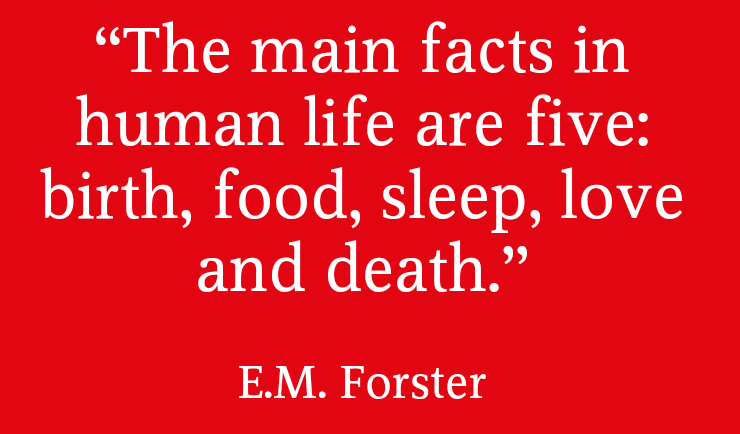 “The main facts in
human life are five:
birth, food, sleep, love
and death.”
E.M. Forster